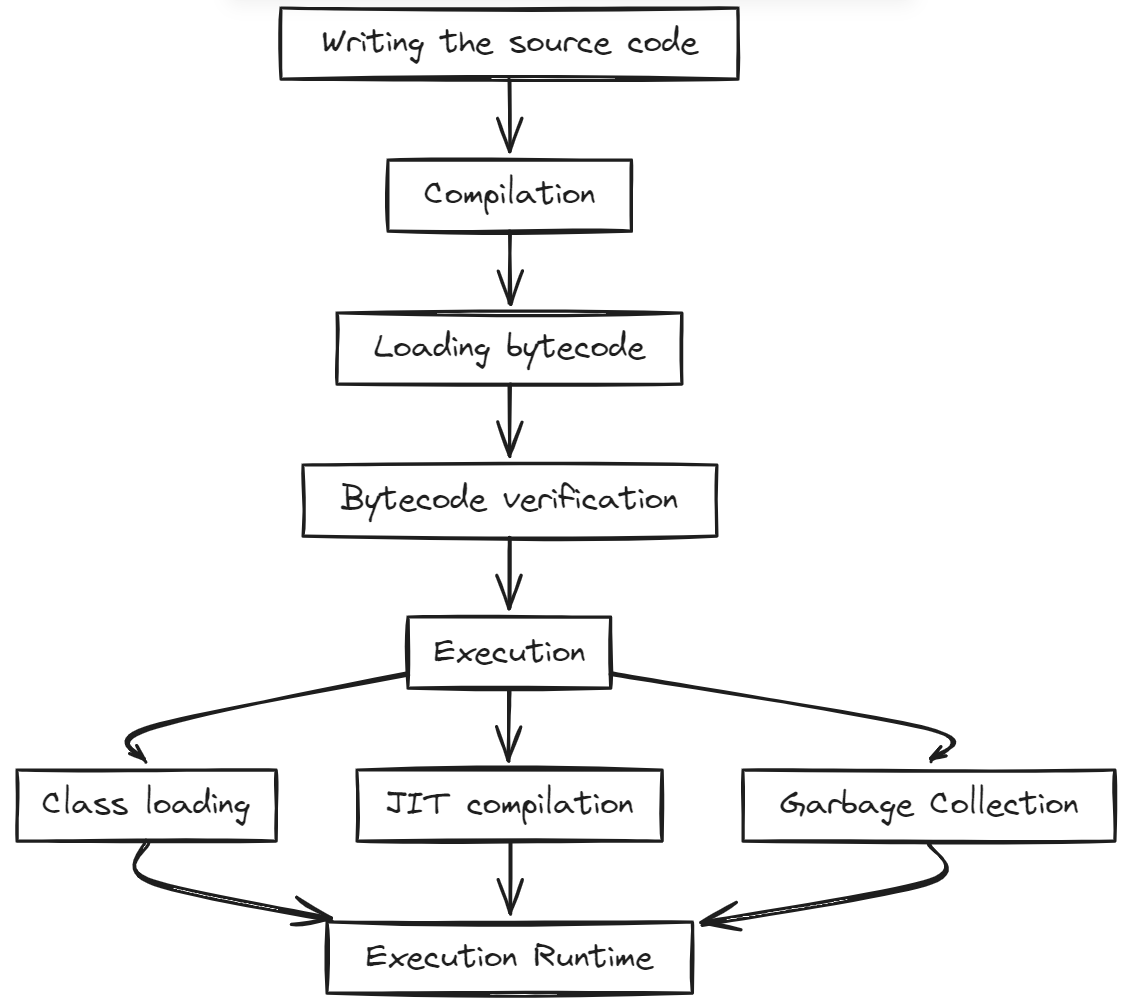 Writing the source code
Compilation
Loading bytecode
Bytecode verification
Execution
Class loading
JIT compilation
Garbage Collection
Execution Runtime